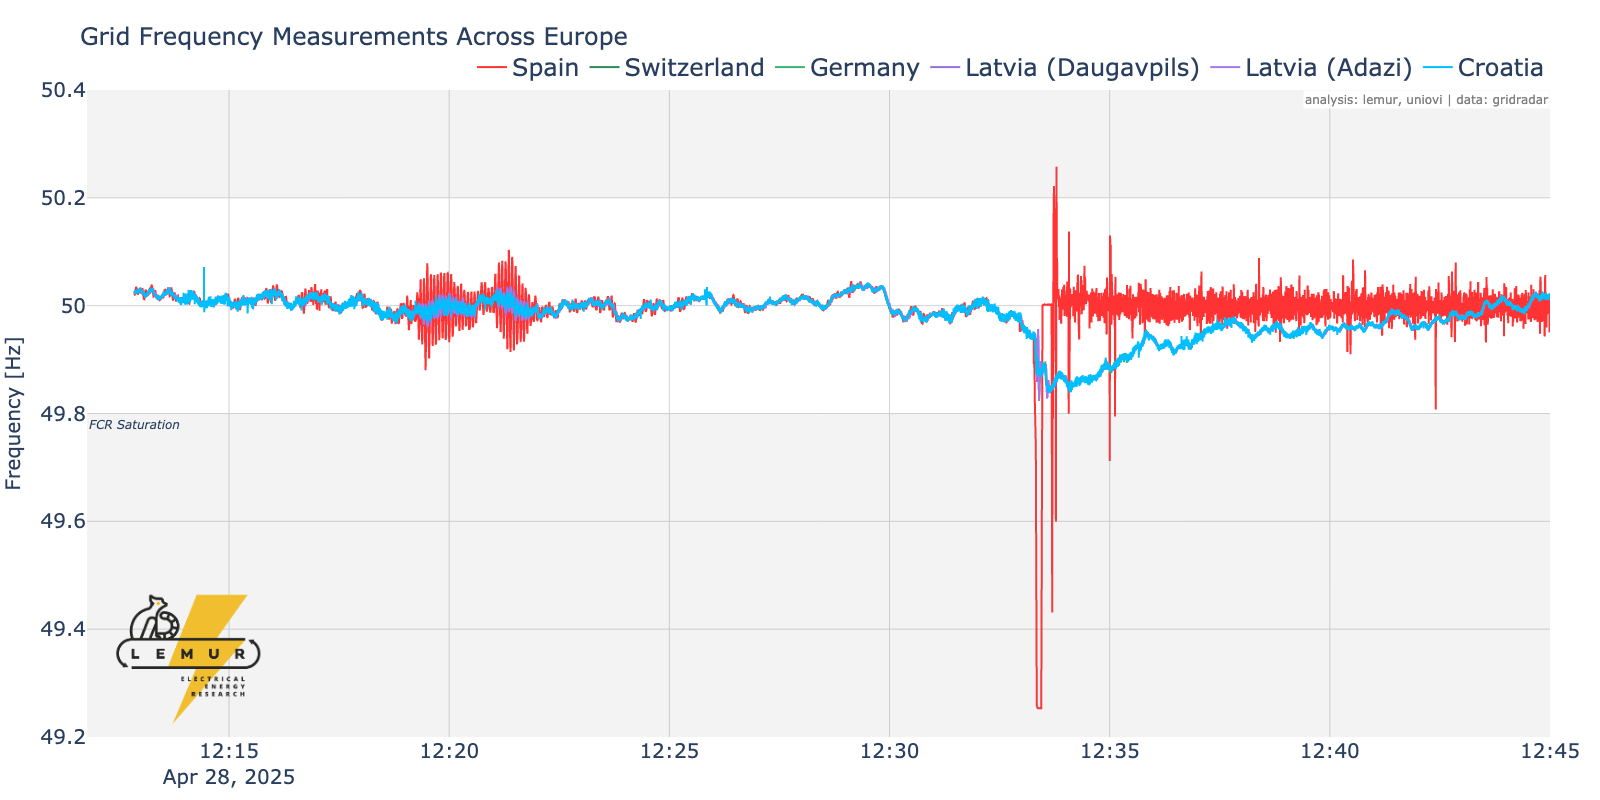 Grid Frequency Measurements Across Europe
Spain Switzerland Germany Latvia (Daugavpils) Latvia (Adazi) Croatia
analysis: lemur, uniovi | data: gridradar
50.4
50.2
50
49.8
49.6
49.4
49.2
Frequency [Hz]
FCR Saturation
LEMUR
ELECTRICAL
ENERGY
RESEARCH
12:15 12:20 12:25 12:30 12:35 12:40 12:45
Apr 28, 2025